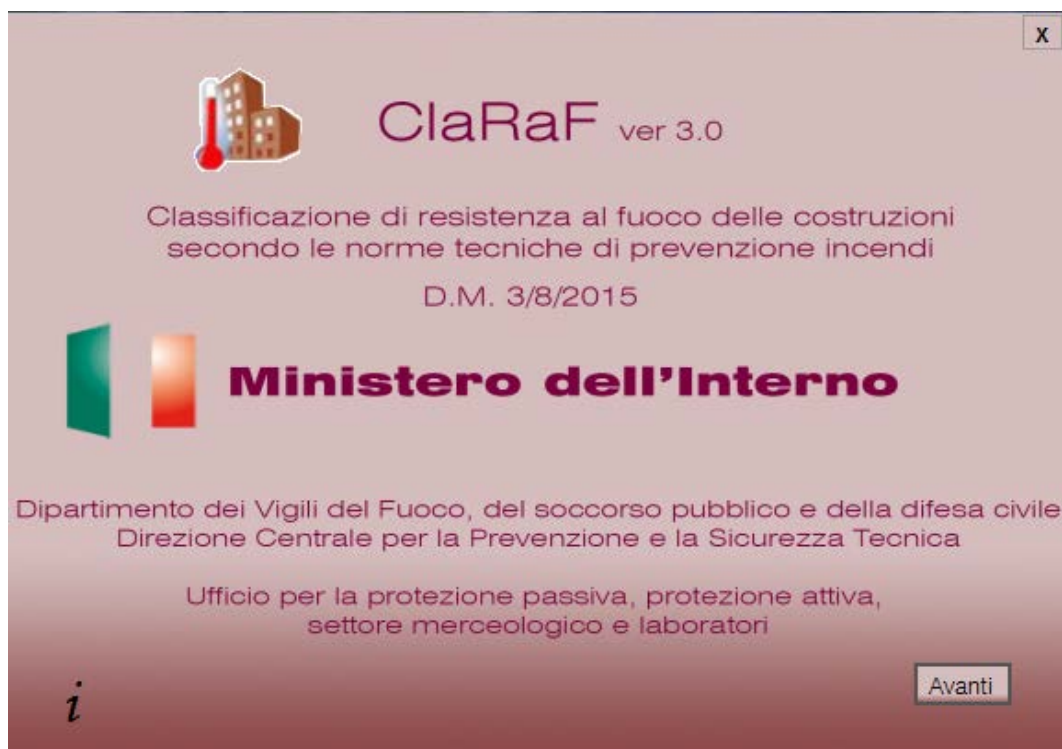 X
ClaRaF ver 3.0
Classificazione di resistenza al fuoco delle costruzioni
secondo le norme tecniche di prevenzione incendi
D.M. 3/8/2015
Ministero dell'Interno
Dipartimento dei Vigili del Fuoco, del soccorso pubblico e della difesa civile
Direzione Centrale per la Prevenzione e la Sicurezza Tecnica
Ufficio per la protezione passiva, protezione attiva,
settore merceologico e laboratori
i
Avanti